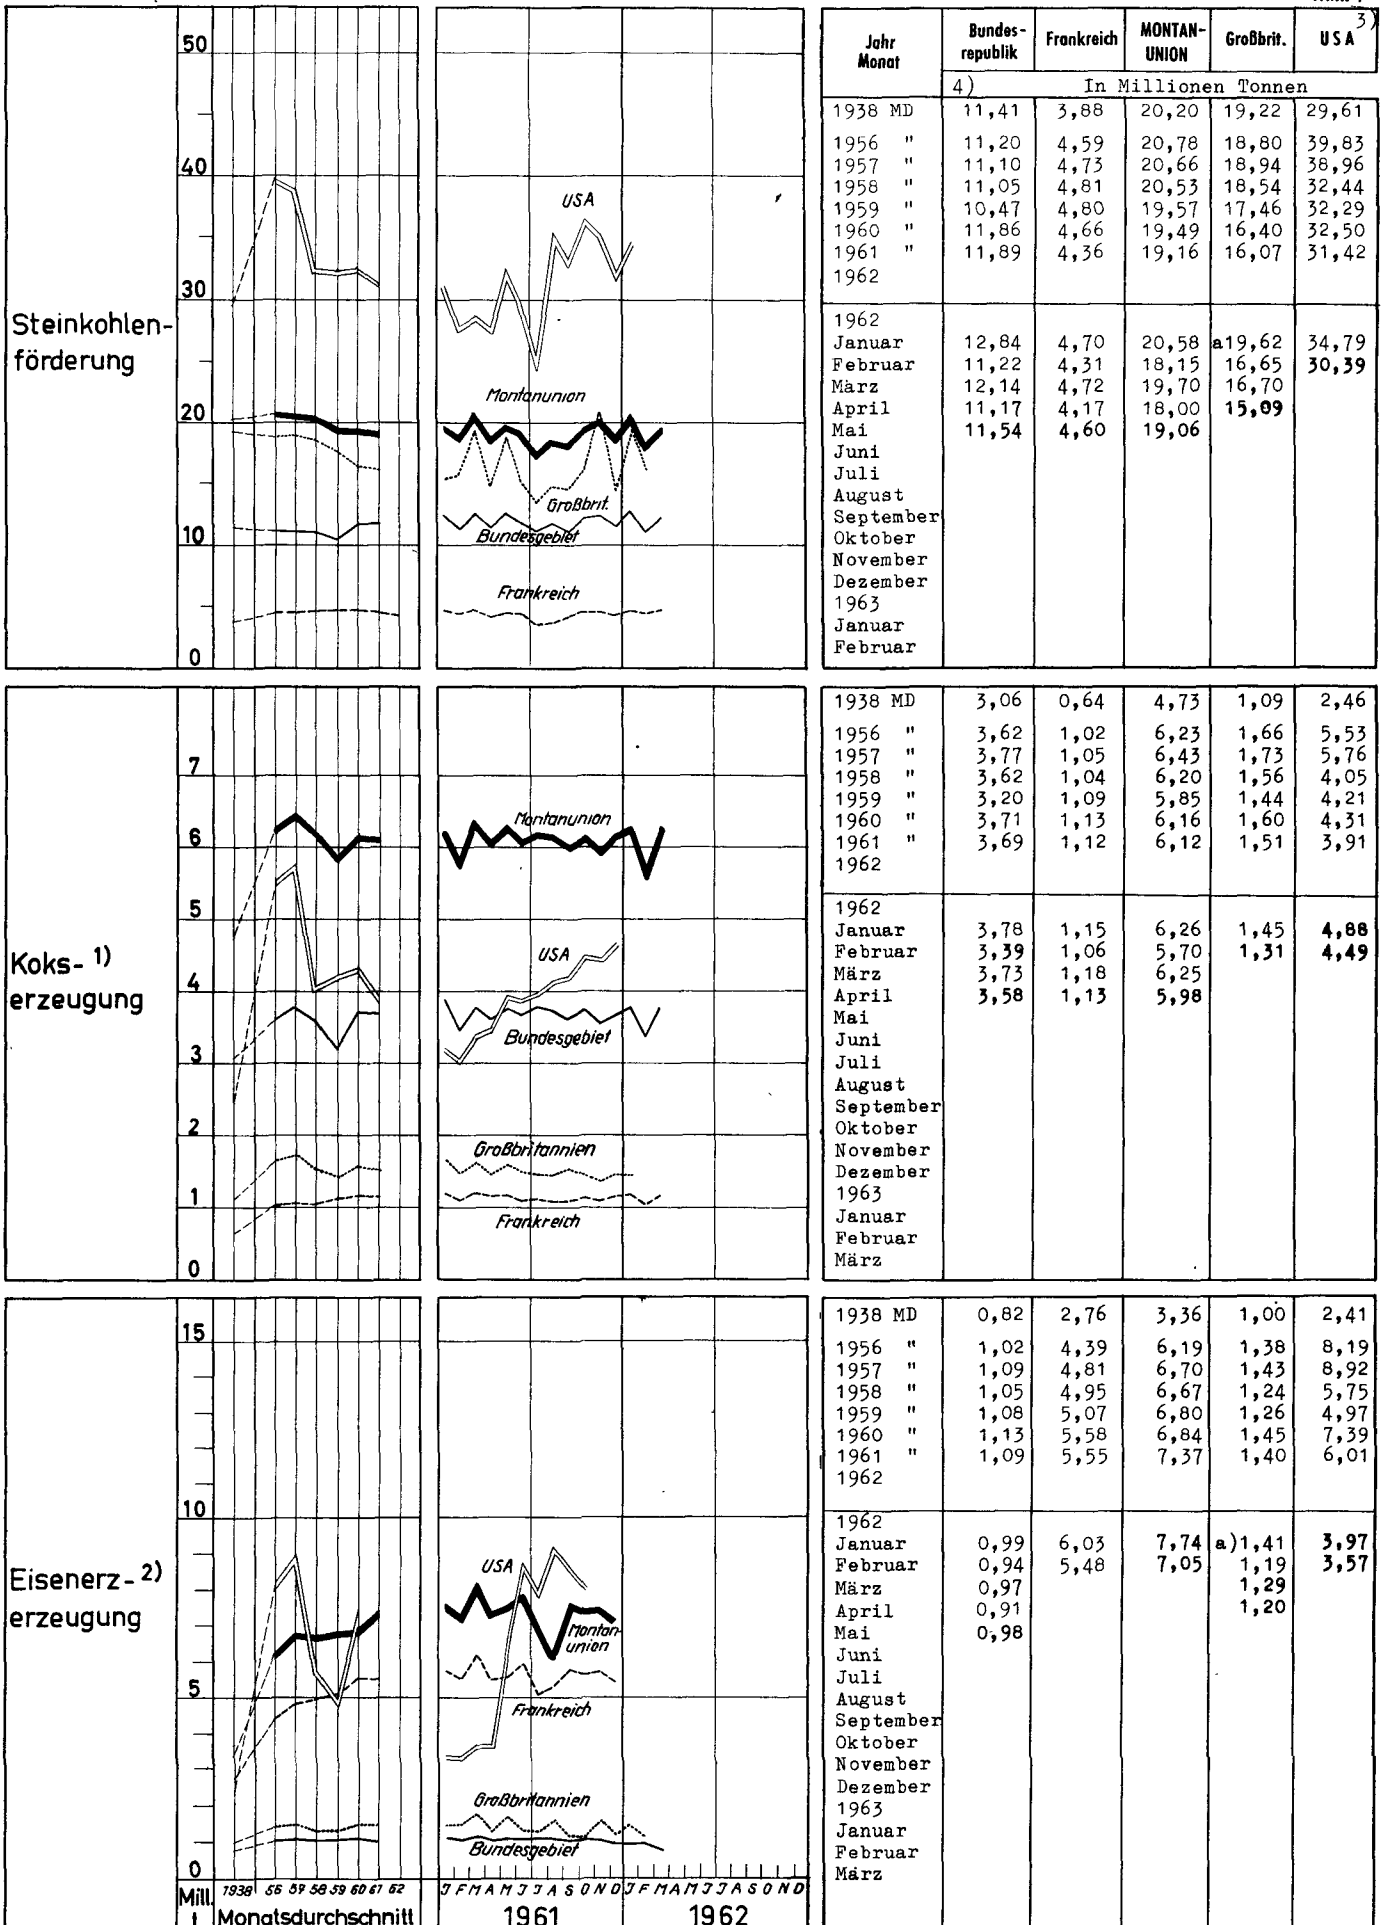 3)
Jahr Monat Bundes-republik Frankreich MONTAN-UNION Großbrit. USA
4) In Millionen Tonnen
50
40
30
20
10
0
Steinkohlen-
förderung
USA
Montanunion
Großbrit.
Bundesgebiet
Frankreich
1938 MD 11,41 3,88 20,20 19,22 29,61
1956 " 11,20 4,59 20,78 18,80 39,83
1957 " 11,10 4,73 20,66 18,94 38,96
1958 " 11,05 4,81 20,53 18,54 32,44
1959 " 10,47 4,80 19,57 17,46 32,29
1960 " 11,86 4,66 19,49 16,40 32,50
1961 " 11,89 4,36 19,16 16,07 31,42
1962
1962
Januar 12,84 4,70 20,58 a19,62 34,79
Februar 11,22 4,31 18,15 16,65 30,39
März 12,14 4,72 19,70 16,70
April 11,17 4,17 18,00 15,09
Mai 11,54 4,60 19,06
Juni
Juli
August
September
Oktober
November
Dezember
1963
Januar
Februar
7
6
5
4
3
2
1
0
Koks- 1)
erzeugung
Montanunion
USA
Bundesgebiet
Großbritannien
Frankreich
1938 MD 3,06 0,64 4,73 1,09 2,46
1956 " 3,62 1,02 6,23 1,66 5,53
1957 " 3,77 1,05 6,43 1,73 5,76
1958 " 3,62 1,04 6,20 1,56 4,05
1959 " 3,20 1,09 5,85 1,44 4,21
1960 " 3,71 1,13 6,16 1,60 4,31
1961 " 3,69 1,12 6,12 1,51 3,91
1962
1962
Januar 3,78 1,15 6,26 1,45 4,88
Februar 3,39 1,06 5,70 1,31 4,49
März 3,73 1,18 6,25
April 3,58 1,13 5,98
Mai
Juni
Juli
August
September
Oktober
November
Dezember
1963
Januar
Februar
März
15
10
5
0
Eisenerz- 2)
erzeugung
USA
Montan-
union
Frankreich
Großbritannien
Bundesgebiet
1938 MD 0,82 2,76 3,36 1,00 2,41
1956 " 1,02 4,39 6,19 1,38 8,19
1957 " 1,09 4,81 6,70 1,43 8,92
1958 " 1,05 4,95 6,67 1,24 5,75
1959 " 1,08 5,07 6,80 1,26 4,97
1960 " 1,13 5,58 6,84 1,45 7,39
1961 " 1,09 5,55 7,37 1,40 6,01
1962
1962
Januar 0,99 6,03 7,74 a)1,41 3,97
Februar 0,94 5,48 7,05 1,19 3,57
März 0,97 1,29
April 0,91 1,20
Mai 0,98
Juni
Juli
August
September
Oktober
November
Dezember
1963
Januar
Februar
März
Mill. 1938 56 59 58 59 60 61 62 J F M A M J J A S O N D J F M A M J J A S O N D
t Monatsdurchschnitt 1961 1962